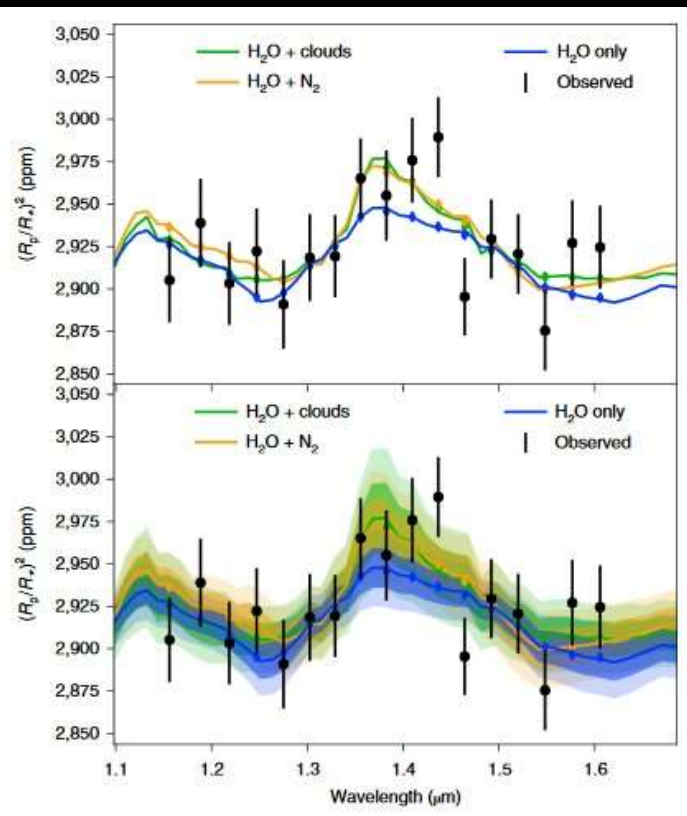 3,050
3,025
3,000
2,975
2,950
2,925
2,900
2,875
2,850
(Rp/R*)² (ppm)
H₂O + clouds
H₂O only
H₂O + N₂
Observed
3,050
3,025
3,000
2,975
2,950
2,925
2,900
2,875
2,850
(Rp/R*)² (ppm)
H₂O + clouds
H₂O only
H₂O + N₂
Observed
1.1 1.2 1.3 1.4 1.5 1.6
Wavelength (μm)